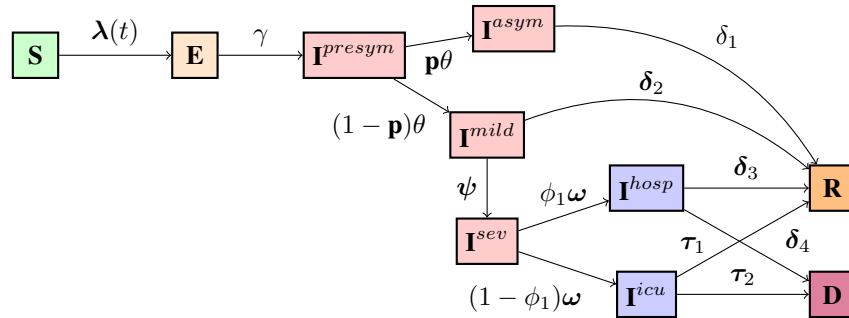 λ(t)
γ
S
E
I^{presym}
I^{asym}
pθ
δ₁
(1 − p)θ
I^{mild}
δ₂
ψ
I^{sev}
ϕ₁ω
I^{hosp}
δ₃
R
τ₁
δ₄
(1 − ϕ₁)ω
I^{icu}
τ₂
D